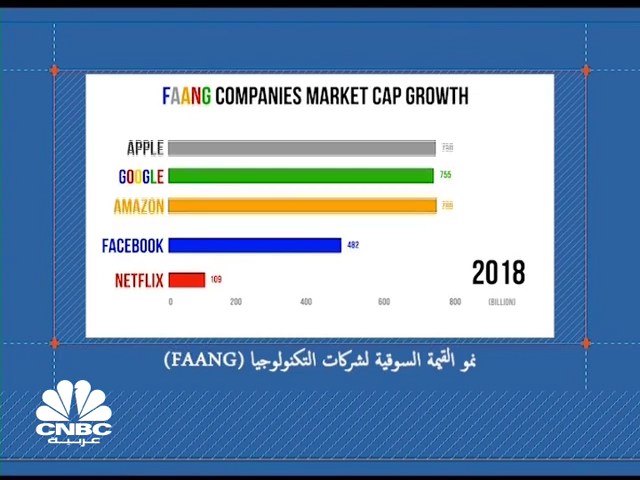 FAANG COMPANIES MARKET CAP GROWTH
APPLE
GOOGLE 755
AMAZON
FACEBOOK 482
NETFLIX 109
2018
0 200 400 600 800 (BILLION)
نمو القيمة السوقية لشركات التكنولوجيا (FAANG)
CNBC
عربية